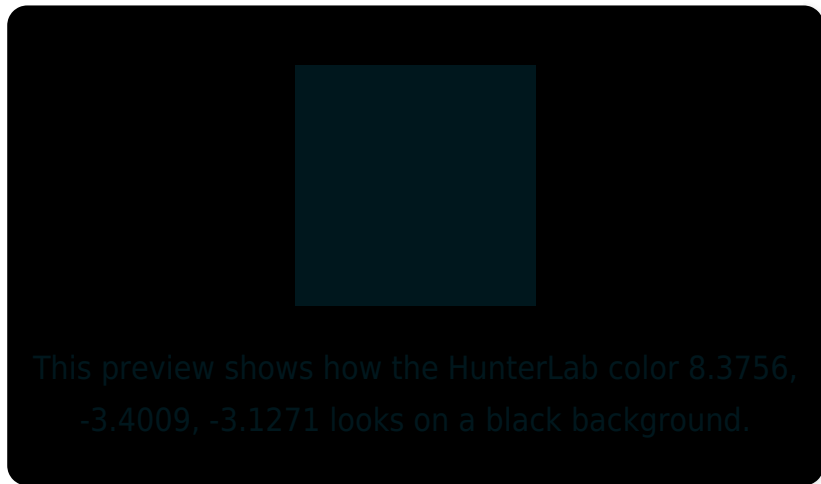 This preview shows how the HunterLab color 8.3756,
-3.4009, -3.1271 looks on a black background.